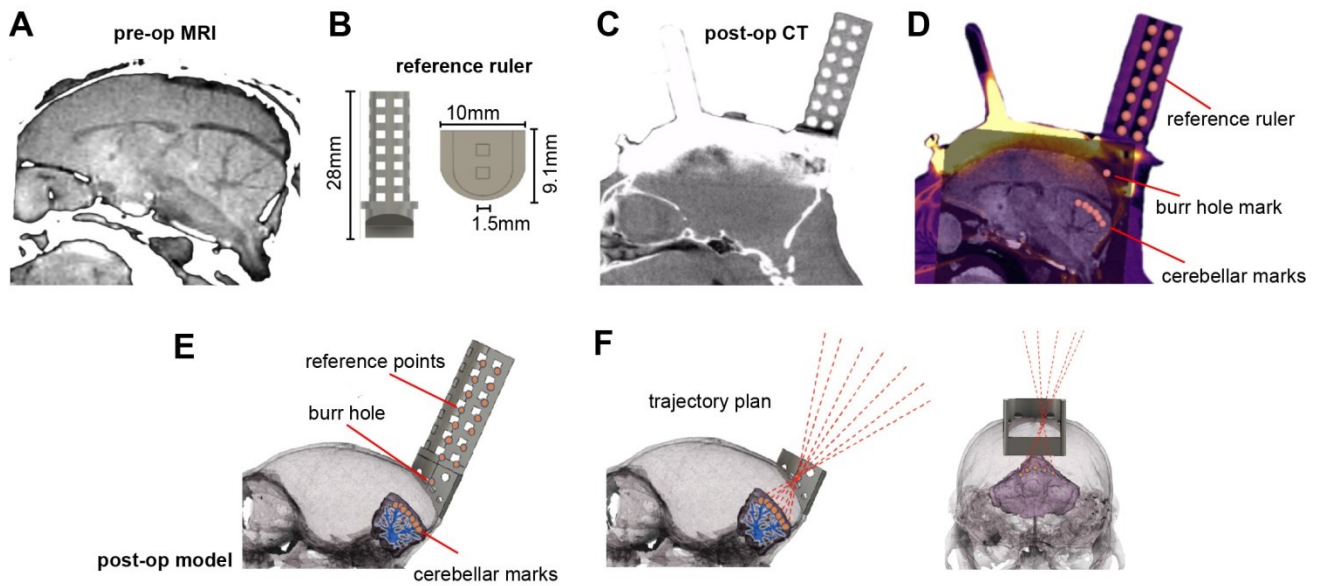 A
pre-op MRI
B
reference ruler
28mm
10mm
9.1mm
1.5mm
C
post-op CT
D
reference ruler
burr hole mark
cerebellar marks
E
reference points
burr hole
post-op model
cerebellar marks
F
trajectory plan